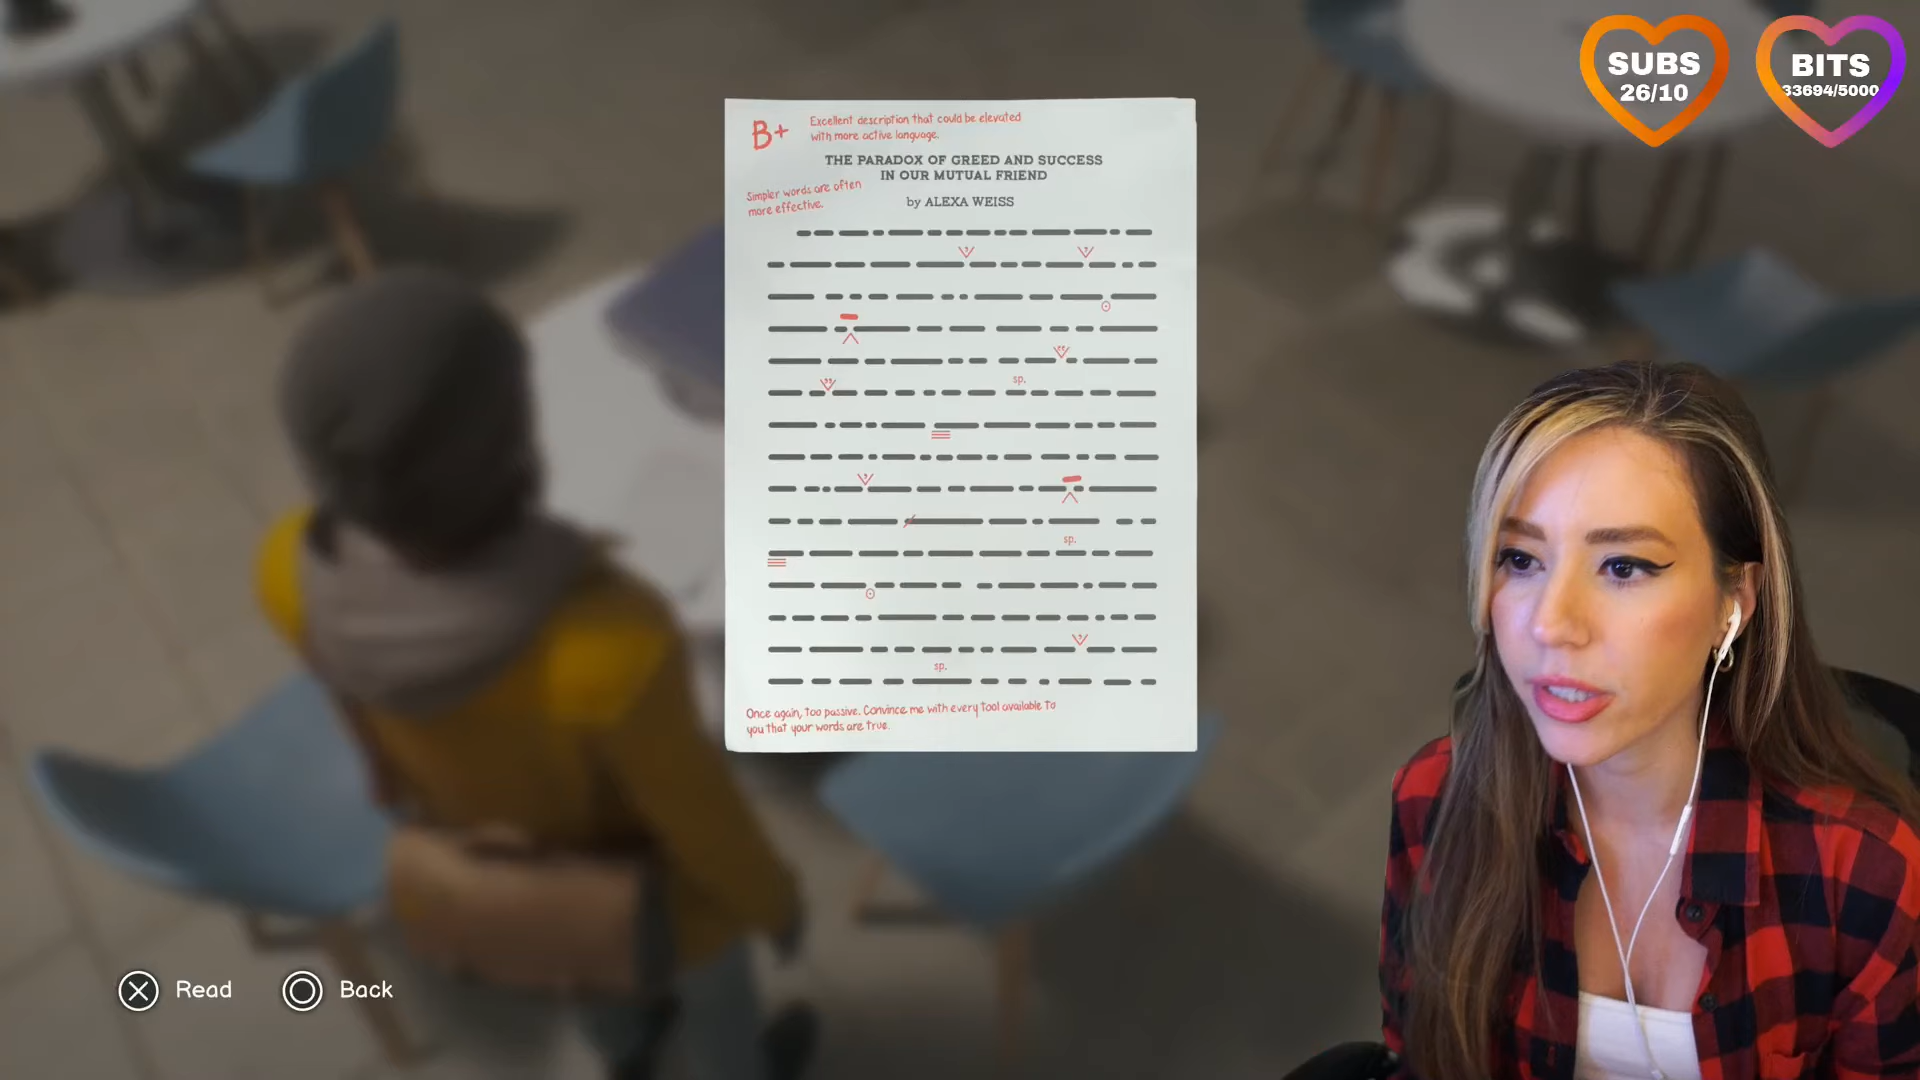 SUBS
26/10
BITS
33694/5000
B+
Excellent description that could be elevated
with more active language.
THE PARADOX OF GREED AND SUCCESS
IN OUR MUTUAL FRIEND
Simpler words are often
more effective.
by ALEXA WEISS
sp.
sp.
sp.
Once again, too passive. Convince me with every tool available to
you that your words are true.
Read
Back